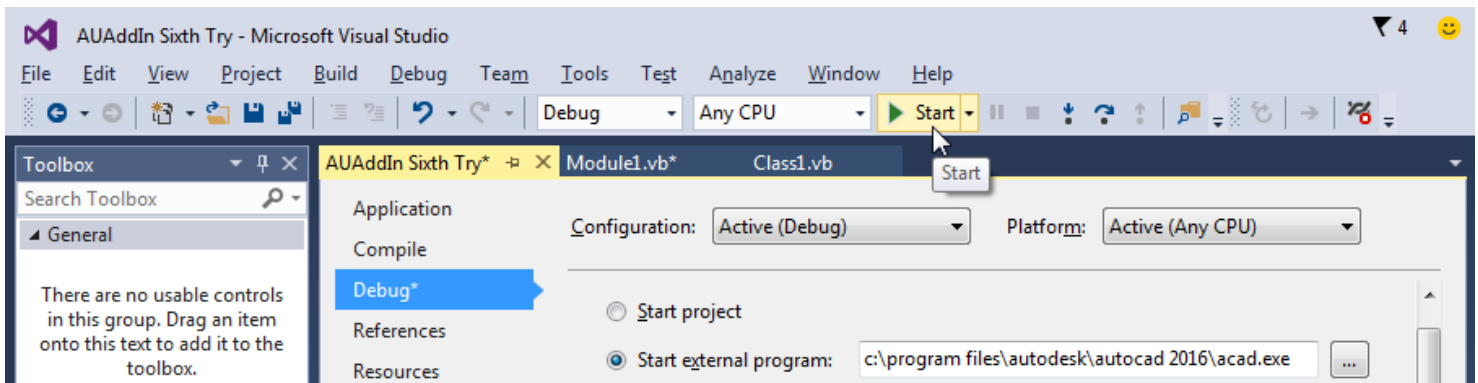 AUAddIn Sixth Try - Microsoft Visual Studio
4
File Edit View Project Build Debug Team Tools Test Analyze Window Help
Debug Any CPU Start
Toolbox
AUAddIn Sixth Try* Module1.vb* Class1.vb
Start
Search Toolbox
General
There are no usable controls
in this group. Drag an item
onto this text to add it to the
toolbox.
Application
Compile
Debug*
References
Resources
Configuration: Active (Debug) Platform: Active (Any CPU)
Start project
Start external program: c:\program files\autodesk\autocad 2016\acad.exe ...